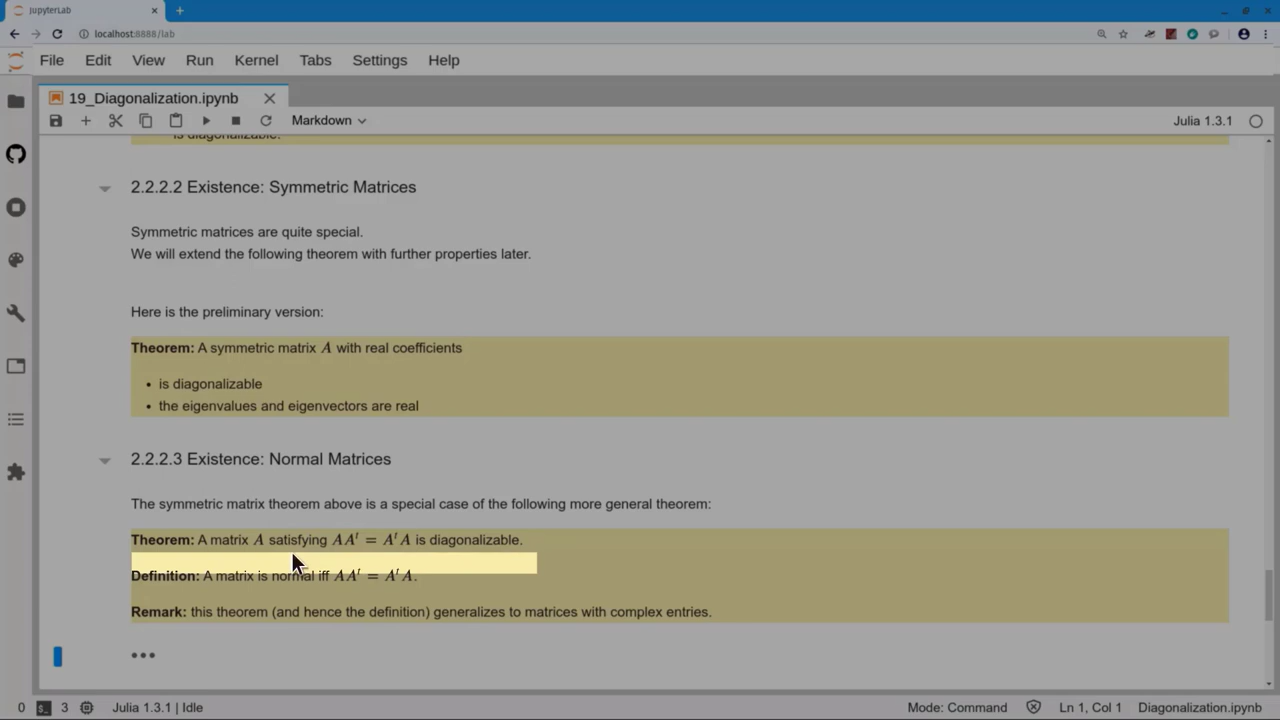 JupyterLab
localhost:8888/lab
File Edit View Run Kernel Tabs Settings Help
19_Diagonalization.ipynb
Markdown
Julia 1.3.1
is diagonalizable.
2.2.2.2 Existence: Symmetric Matrices
Symmetric matrices are quite special.
We will extend the following theorem with further properties later.
Here is the preliminary version:
Theorem: A symmetric matrix A with real coefficients
• is diagonalizable
• the eigenvalues and eigenvectors are real
2.2.2.3 Existence: Normal Matrices
The symmetric matrix theorem above is a special case of the following more general theorem:
Theorem: A matrix A satisfying AAᵗ = AᵗA is diagonalizable.
Definition: A matrix is normal iff AAᵗ = AᵗA.
Remark: this theorem (and hence the definition) generalizes to matrices with complex entries.
•••
0 3 Julia 1.3.1 | Idle Mode: Command Ln 1, Col 1 Diagonalization.ipynb